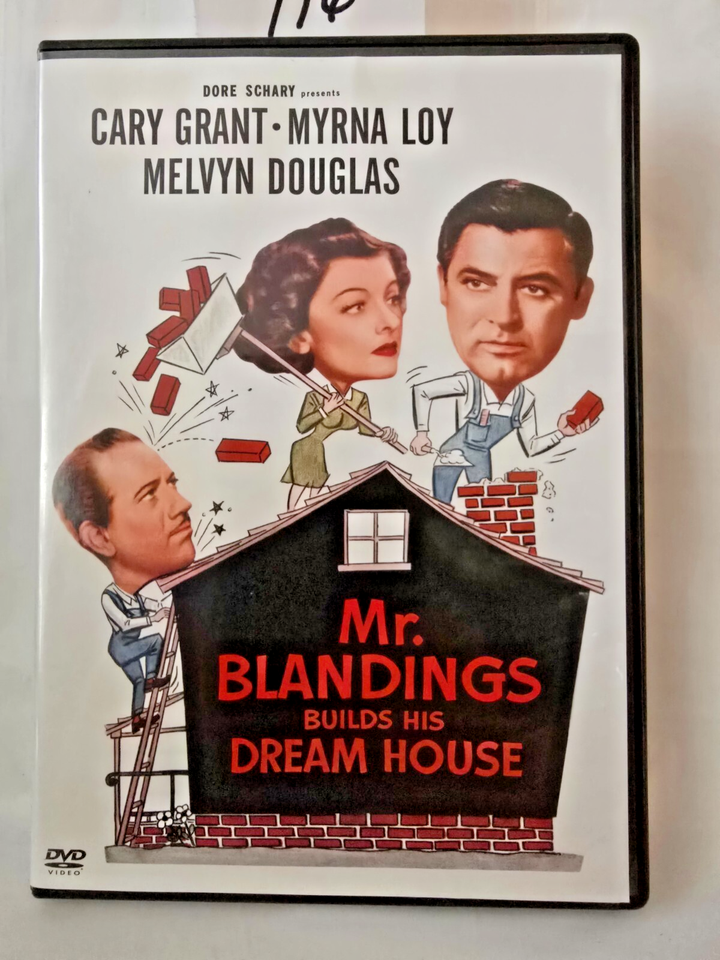 DORE SCHARY presents
CARY GRANT • MYRNA LOY
MELVYN DOUGLAS
Mr.
BLANDINGS
BUILDS HIS
DREAM HOUSE
DVD
VIDEO